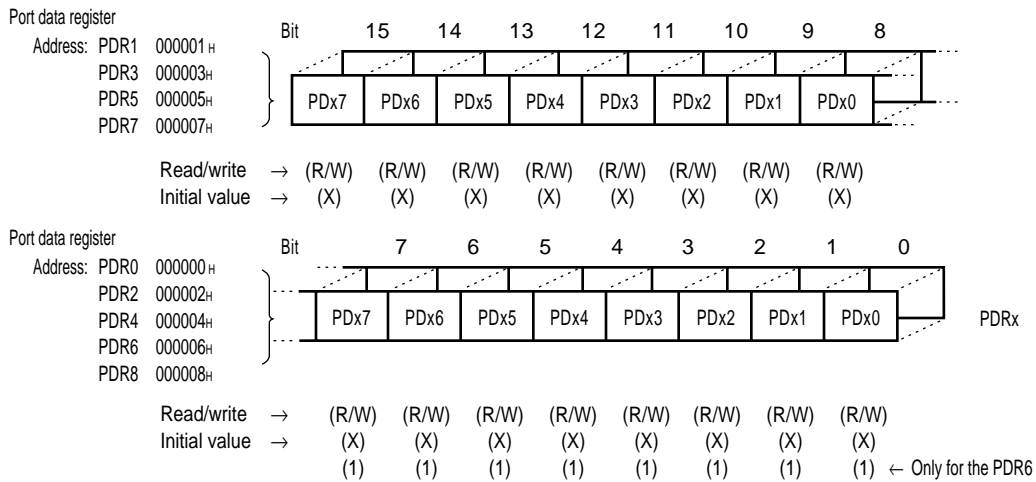 Port data register
Bit 15 14 13 12 11 10 9 8
Address: PDR1 000001H
PDR3 000003H
PDR5 000005H
PDR7 000007H
PDx7 PDx6 PDx5 PDx4 PDx3 PDx2 PDx1 PDx0
Read/write → (R/W) (R/W) (R/W) (R/W) (R/W) (R/W) (R/W) (R/W)
Initial value → (X) (X) (X) (X) (X) (X) (X) (X)
Port data register
Bit 7 6 5 4 3 2 1 0
Address: PDR0 000000H
PDR2 000002H
PDR4 000004H
PDR6 000006H
PDR8 000008H
PDx7 PDx6 PDx5 PDx4 PDx3 PDx2 PDx1 PDx0 PDRx
Read/write → (R/W) (R/W) (R/W) (R/W) (R/W) (R/W) (R/W) (R/W)
Initial value → (X) (X) (X) (X) (X) (X) (X) (X)
(1) (1) (1) (1) (1) (1) (1) (1) ← Only for the PDR6